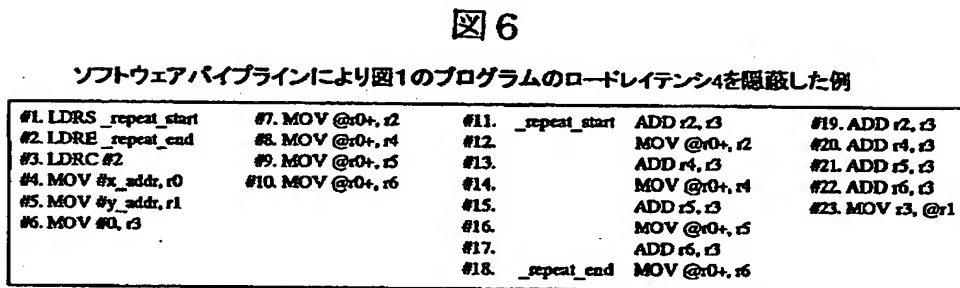 図6
ソフトウェアパイプラインにより図1のプログラムのロードレイテンシ4を隠蔽した例
#1. LDRS _repeat_start
#2. LDRE _repeat_end
#3. LDRC #2
#4. MOV #x_addr, r0
#5. MOV #y_addr, r1
#6. MOV #0, r3
#7. MOV @r0+, r2
#8. MOV @r0+, r4
#9. MOV @r0+, r5
#10. MOV @r0+, r6
#11. _repeat_start ADD r2, r3
#12. MOV @r0+, r2
#13. ADD r4, r3
#14. MOV @r0+, r4
#15. ADD r5, r3
#16. MOV @r0+, r5
#17. ADD r6, r3
#18. _repeat_end MOV @r0+, r6
#19. ADD r2, r3
#20. ADD r4, r3
#21. ADD r5, r3
#22. ADD r6, r3
#23. MOV r3, @r1